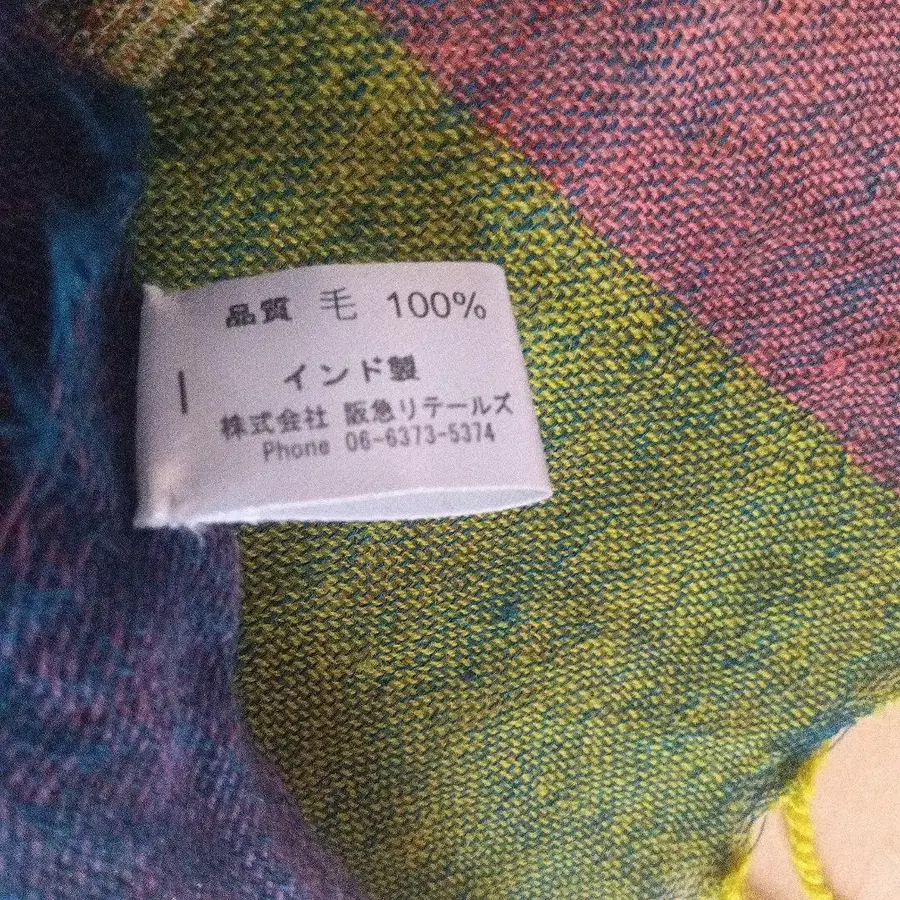 品質 毛 100%
インド製
株式会社 阪急リテールズ
Phone 06-6373-5374